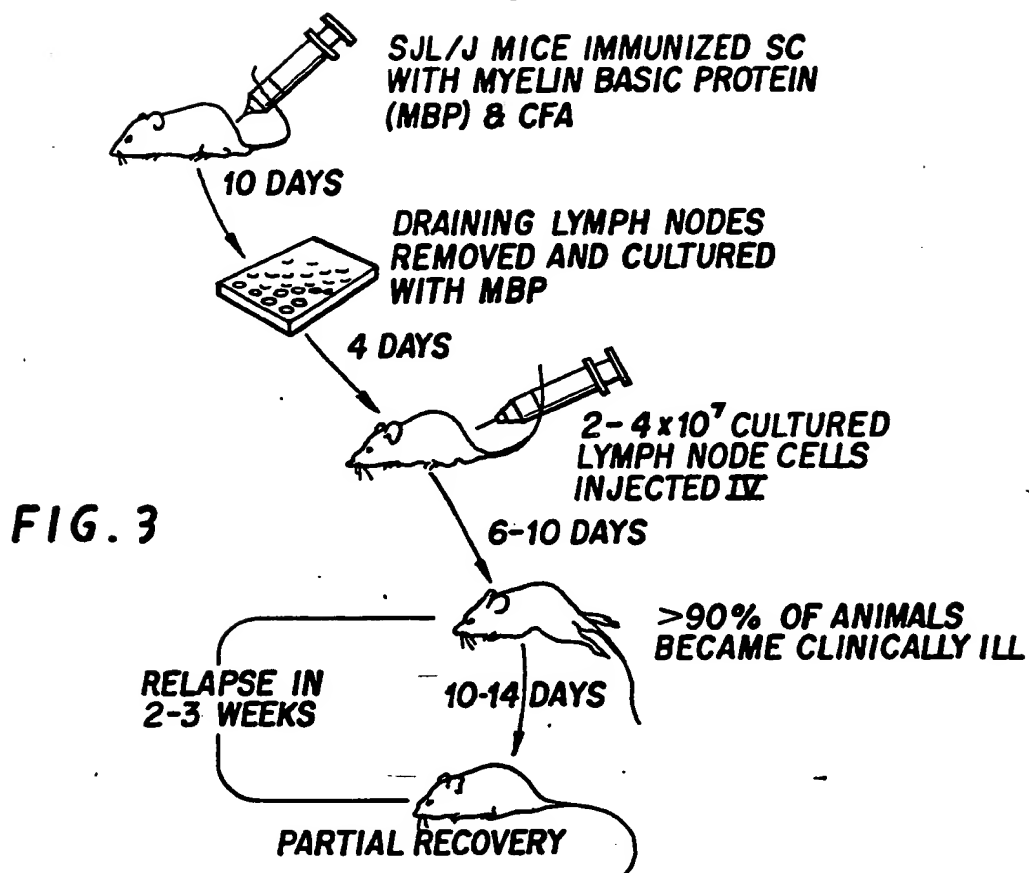 SJL/J MICE IMMUNIZED SC
WITH MYELIN BASIC PROTEIN
(MBP) & CFA
10 DAYS
DRAINING LYMPH NODES
REMOVED AND CULTURED
WITH MBP
4 DAYS
2-4 x 10⁷ CULTURED
LYMPH NODE CELLS
INJECTED IV
FIG. 3
6-10 DAYS
>90% OF ANIMALS
BECAME CLINICALLY ILL
RELAPSE IN
2-3 WEEKS
10-14 DAYS
PARTIAL RECOVERY